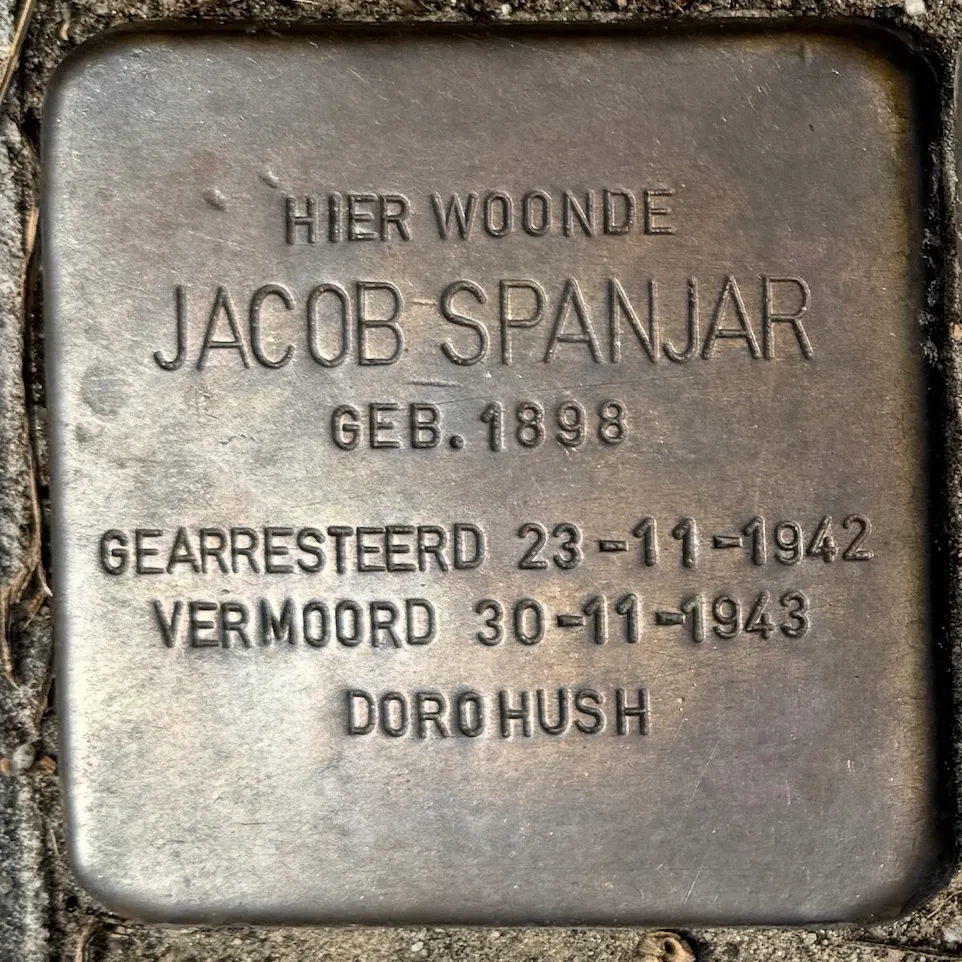 HIER WOONDE
JACOB SPANJAR
GEB. 1898
GEARRESTEERD 23-11-1942
VERMOORD 30-11-1943
DOROHUSH